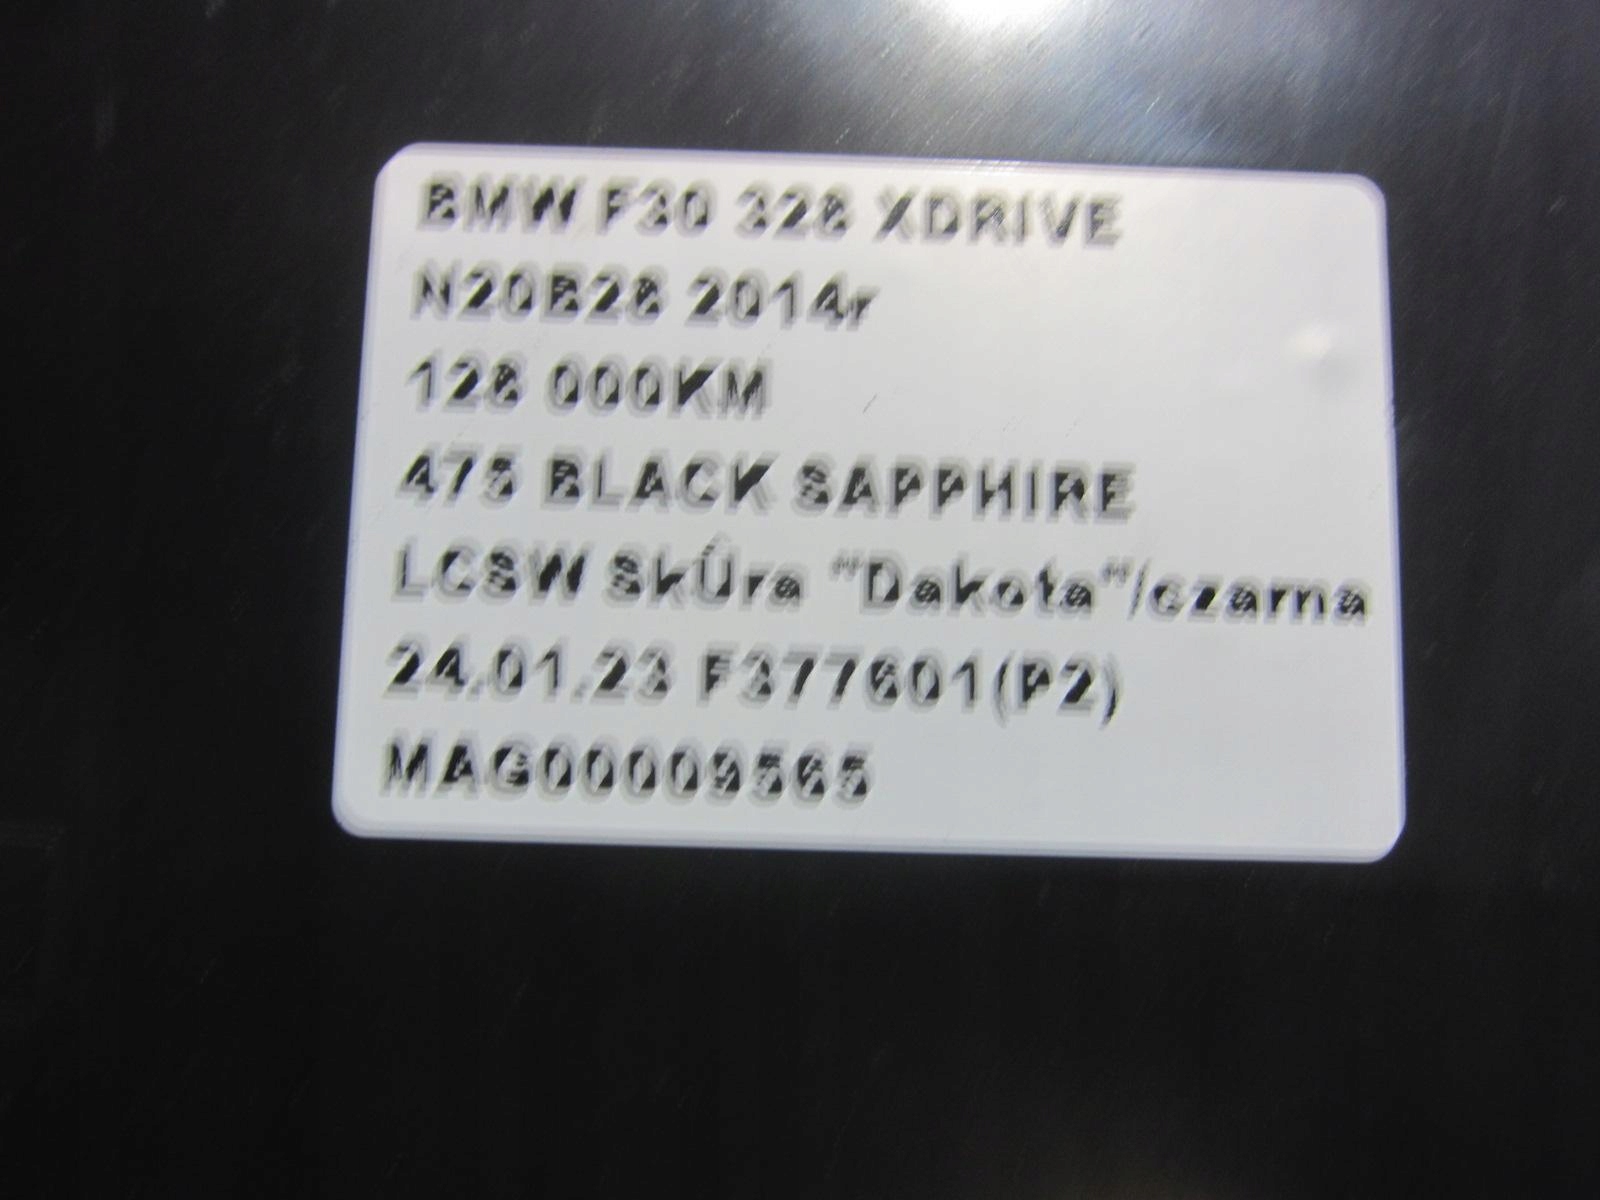 BMW F30 328 XDRIVE
N20B28 2014r
128 000KM
475 BLACK SAPPHIRE
LCSW SkŰra "Dakota"/czarna
24.01.23 F377601(P2)
MAG00009565